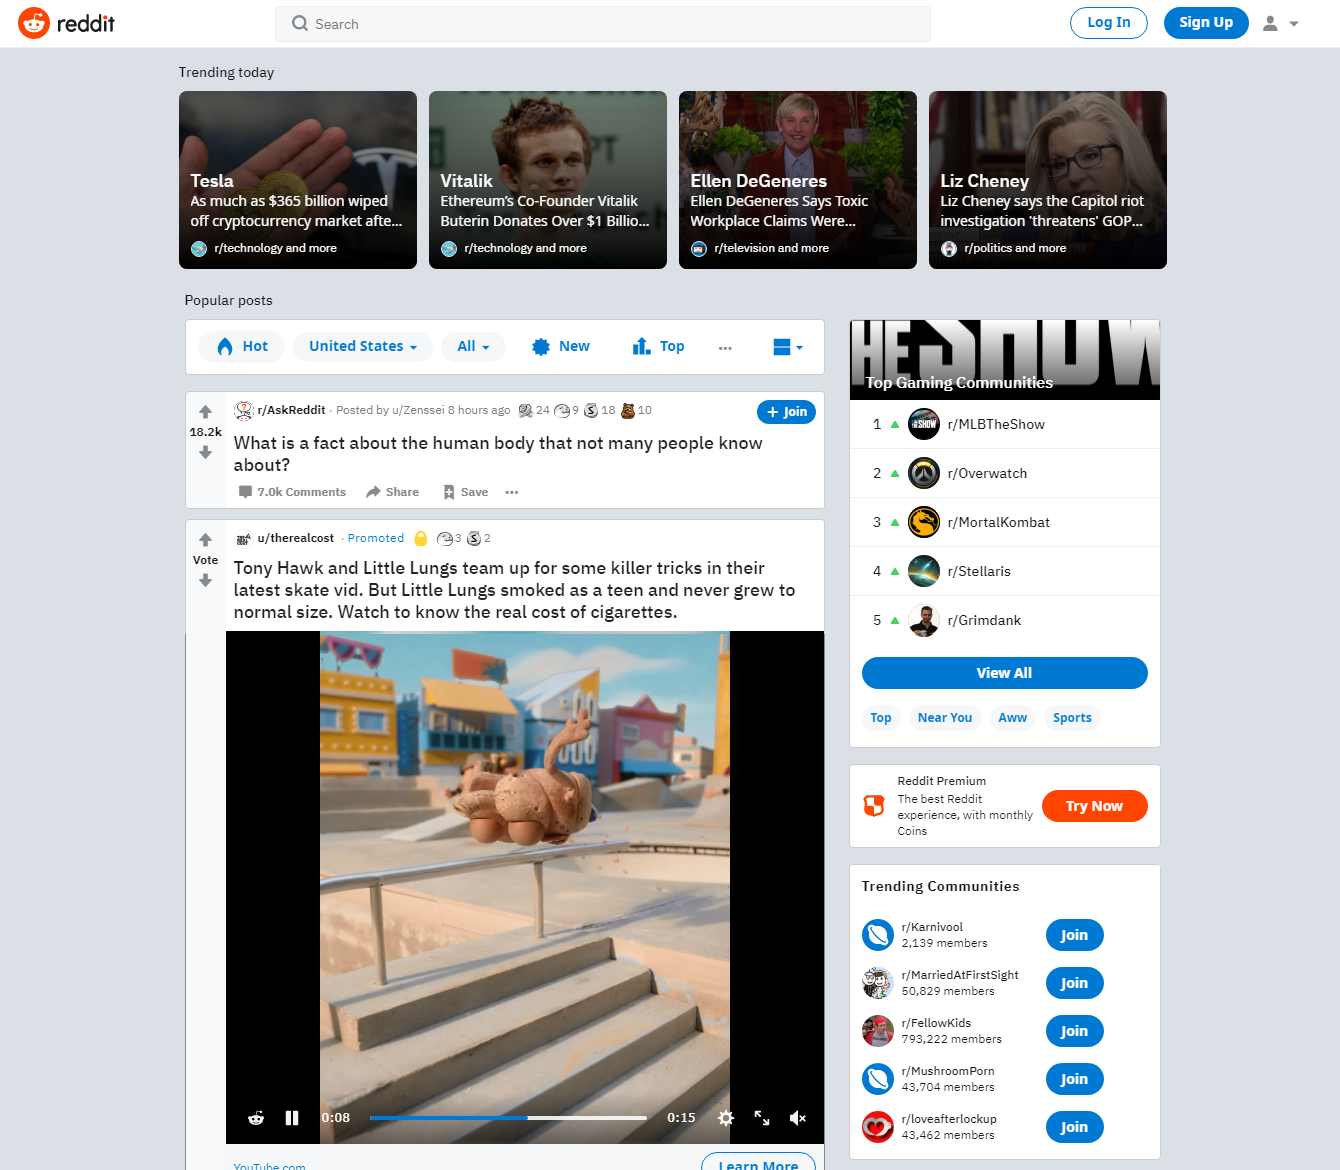 reddit
Search
Log In
Sign Up
Trending today
Tesla
As much as $365 billion wiped
off cryptocurrency market afte...
r/technology and more
Vitalik
Ethereum's Co-Founder Vitalik
Buterin Donates Over $1 Billio...
r/technology and more
Ellen DeGeneres
Ellen DeGeneres Says Toxic
Workplace Claims Were...
r/television and more
Liz Cheney
Liz Cheney says the Capitol riot
investigation 'threatens' GOP...
r/politics and more
Popular posts
Hot
United States
All
New
Top
18.2k
r/AskReddit · Posted by u/Zenssei 8 hours ago 24 9 18 10
+ Join
What is a fact about the human body that not many people know
about?
7.0k Comments Share Save
Vote
u/therealcost · Promoted 3 2
Tony Hawk and Little Lungs team up for some killer tricks in their
latest skate vid. But Little Lungs smoked as a teen and never grew to
normal size. Watch to know the real cost of cigarettes.
0:08
0:15
YouTube.com
Learn More
HE SHOW
Top Gaming Communities
1 r/MLBTheShow
2 r/Overwatch
3 r/MortalKombat
4 r/Stellaris
5 r/Grimdank
View All
Top
Near You
Aww
Sports
Reddit Premium
The best Reddit
experience, with monthly
Coins
Try Now
Trending Communities
r/Karnivool
2,139 members
Join
r/MarriedAtFirstSight
50,829 members
Join
r/FellowKids
793,222 members
Join
r/MushroomPorn
43,704 members
Join
r/loveafterlockup
43,462 members
Join